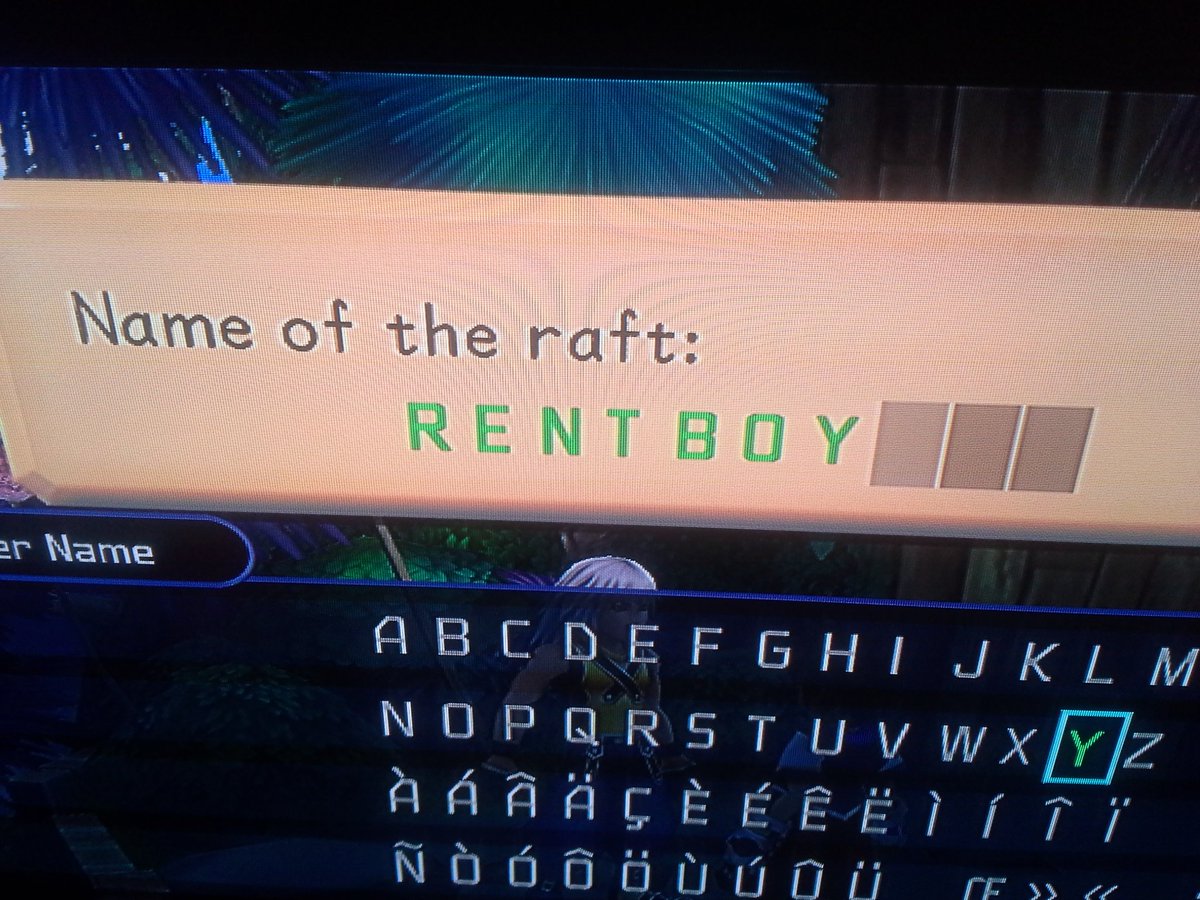 Name of the raft:
RENTBOY
er Name
A B C D E F G H I J K L M
N O P Q R S T U V W X Y Z
À Á Â Ä Ç È É Ê Ë Ì Í Î Ï
Ñ Ò Ó Ô Ö Ù Ú Û Ü Œ » «